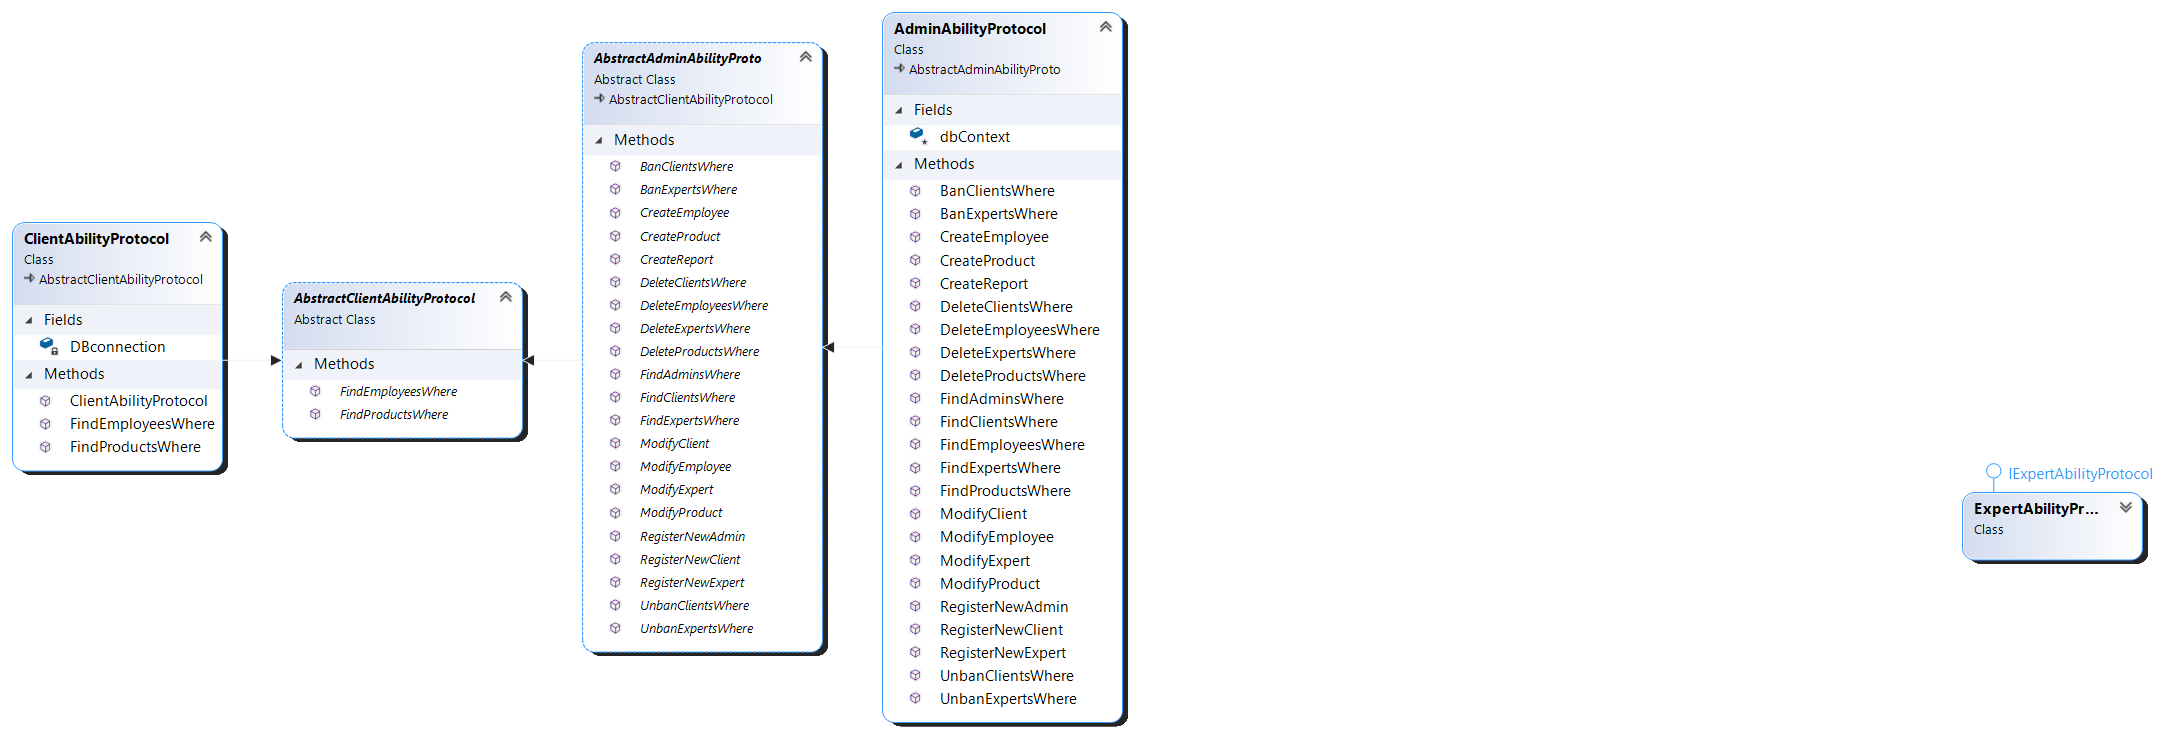 ClientAbilityProtocol
Class
AbstractClientAbilityProtocol
Fields
DBconnection
Methods
ClientAbilityProtocol
FindEmployeesWhere
FindProductsWhere
AbstractClientAbilityProtocol
Abstract Class
Methods
FindEmployeesWhere
FindProductsWhere
AbstractAdminAbilityProto
Abstract Class
AbstractClientAbilityProtocol
Methods
BanClientsWhere
BanExpertsWhere
CreateEmployee
CreateProduct
CreateReport
DeleteClientsWhere
DeleteEmployeesWhere
DeleteExpertsWhere
DeleteProductsWhere
FindAdminsWhere
FindClientsWhere
FindExpertsWhere
ModifyClient
ModifyEmployee
ModifyExpert
ModifyProduct
RegisterNewAdmin
RegisterNewClient
RegisterNewExpert
UnbanClientsWhere
UnbanExpertsWhere
AdminAbilityProtocol
Class
AbstractAdminAbilityProto
Fields
dbContext
Methods
BanClientsWhere
BanExpertsWhere
CreateEmployee
CreateProduct
CreateReport
DeleteClientsWhere
DeleteEmployeesWhere
DeleteExpertsWhere
DeleteProductsWhere
FindAdminsWhere
FindClientsWhere
FindEmployeesWhere
FindExpertsWhere
FindProductsWhere
ModifyClient
ModifyEmployee
ModifyExpert
ModifyProduct
RegisterNewAdmin
RegisterNewClient
RegisterNewExpert
UnbanClientsWhere
UnbanExpertsWhere
IExpertAbilityProtocol
ExpertAbilityPr...
Class